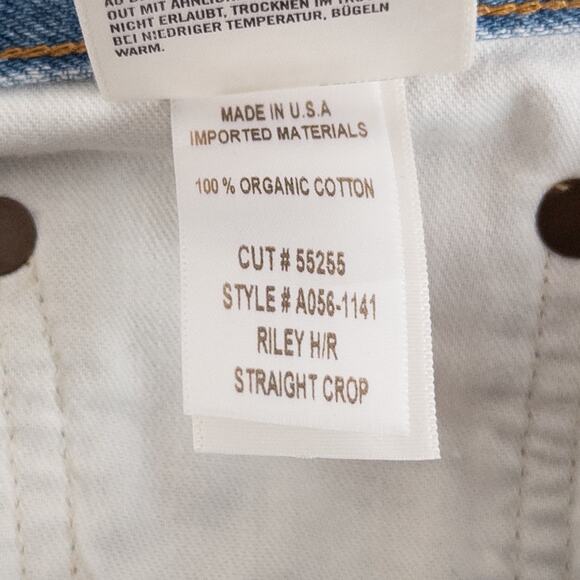 OUT MIT ÄHNLICHEN
NICHT ERLAUBT, TROCKNEN IM
BEI NIEDRIGER TEMPERATUR, BÜGELN
WARM.
MADE IN U.S.A
IMPORTED MATERIALS
100 % ORGANIC COTTON
CUT # 55255
STYLE # A056-1141
RILEY H/R
STRAIGHT CROP